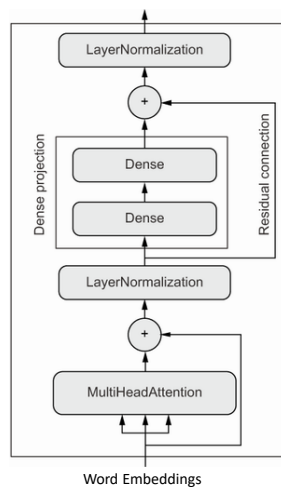 LayerNormalization
+
Dense projection
Dense
Dense
Residual connection
LayerNormalization
+
MultiHeadAttention
Word Embeddings